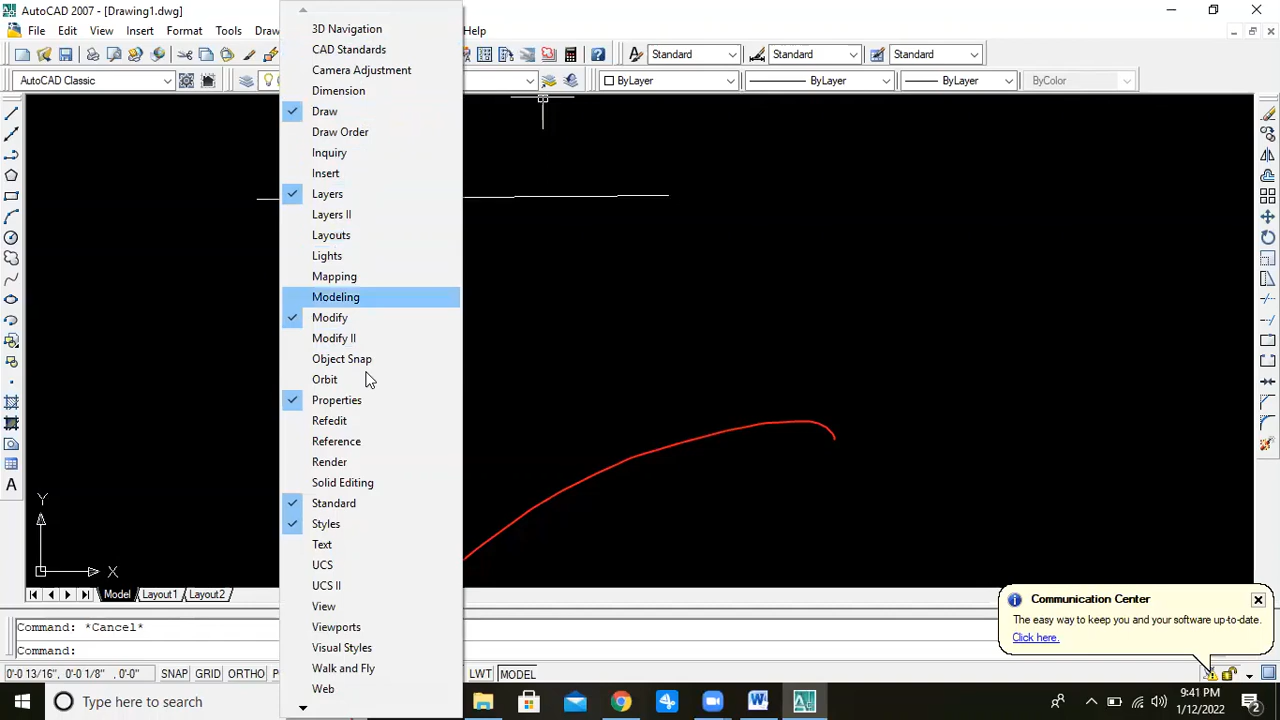 AutoCAD 2007 - [Drawing1.dwg]
File Edit View Insert Format Tools Help
Standard Standard Standard
AutoCAD Classic ByLayer ByLayer ByLayer ByColor
3D Navigation
CAD Standards
Camera Adjustment
Dimension
Draw
Draw Order
Inquiry
Insert
Layers
Layers II
Layouts
Lights
Mapping
Modeling
Modify
Modify II
Object Snap
Orbit
Properties
Refedit
Reference
Render
Solid Editing
Standard
Styles
Text
UCS
UCS II
View
Viewports
Visual Styles
Walk and Fly
Web
A
Y
X
Model Layout1 Layout2
Command: *Cancel*
Command:
Communication Center
The easy way to keep you and your software up-to-date.
Click here.
0'-0 13/16", 0'-0 1/8" , 0'-0" SNAP GRID ORTHO LWT MODEL
Type here to search
9:41 PM
1/12/2022
2